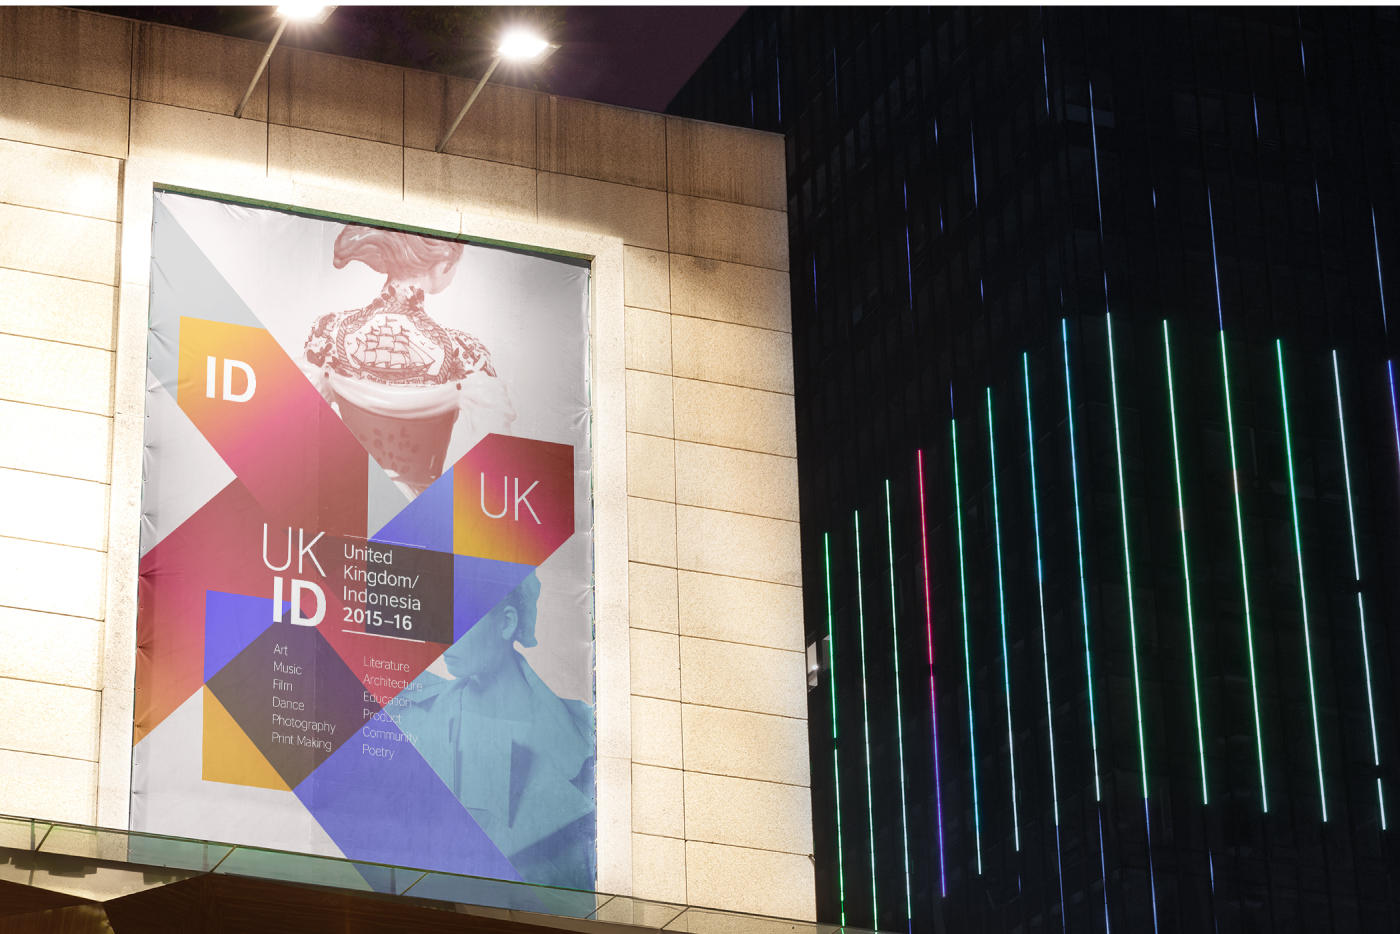 ID
UK
UK
ID
United
Kingdom/
Indonesia
2015–16
Art
Music
Film
Dance
Photography
Print Making
Literature
Architecture
Education
Product
Community
Poetry